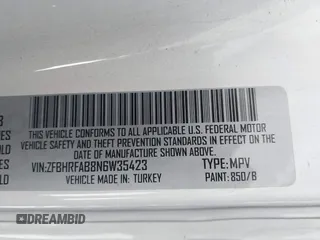 THIS VEHICLE CONFORMS TO ALL APPLICABLE U.S. FEDERAL MOTOR
VEHICLE SAFETY AND THEFT PREVENTION STANDARDS IN EFFECT ON THE
DATE OF MANUFACTURE SHOWN ABOVE.
VIN:ZFBHRFAB8N6W35423 TYPE: MPV
MADE IN: TURKEY PAINT: 850/B
DREAMBID